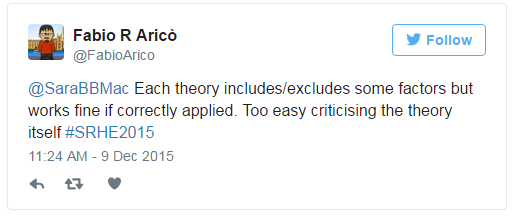 Fabio R Aricò
@FabioArico
Follow
@SaraBBMac Each theory includes/excludes some factors but
works fine if correctly applied. Too easy criticising the theory
itself #SRHE2015
11:24 AM - 9 Dec 2015